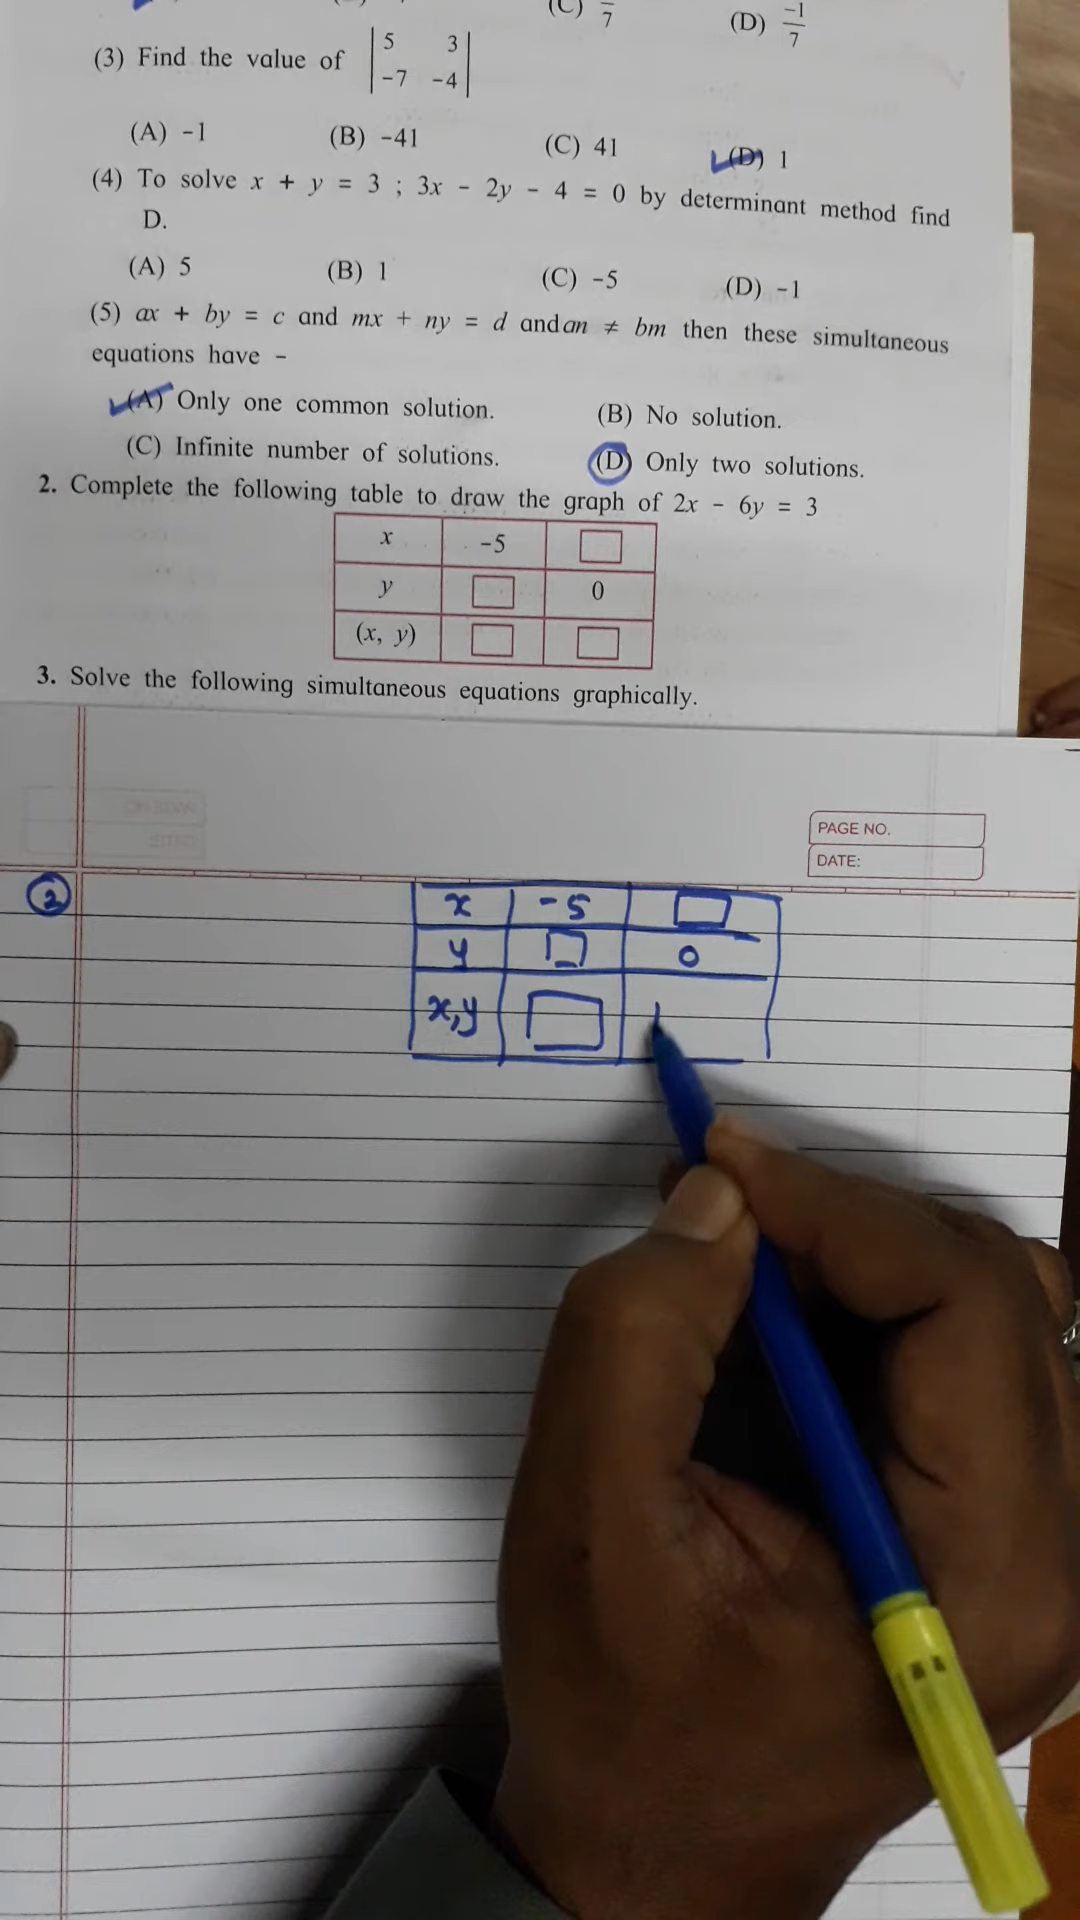 (C) 7 (D) -1/7
(3) Find the value of | 5 3 |
| -7 -4 |
(A) -1 (B) -41 (C) 41 (D) 1
(4) To solve x + y = 3 ; 3x - 2y - 4 = 0 by determinant method find
D.
(A) 5 (B) 1 (C) -5 (D) -1
(5) ax + by = c and mx + ny = d and an ≠ bm then these simultaneous
equations have -
(A) Only one common solution. (B) No solution.
(C) Infinite number of solutions. (D) Only two solutions.
2. Complete the following table to draw the graph of 2x - 6y = 3
x -5 □
y □ 0
(x, y) □ □
3. Solve the following simultaneous equations graphically.
PAGE NO.
DATE:
2
x -5 □
y □ 0
x,y □